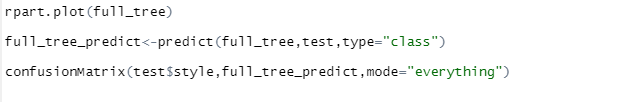 rpart.plot(full_tree)
full_tree_predict<-predict(full_tree,test,type="class")
confusionMatrix(test$style,full_tree_predict,mode="everything")